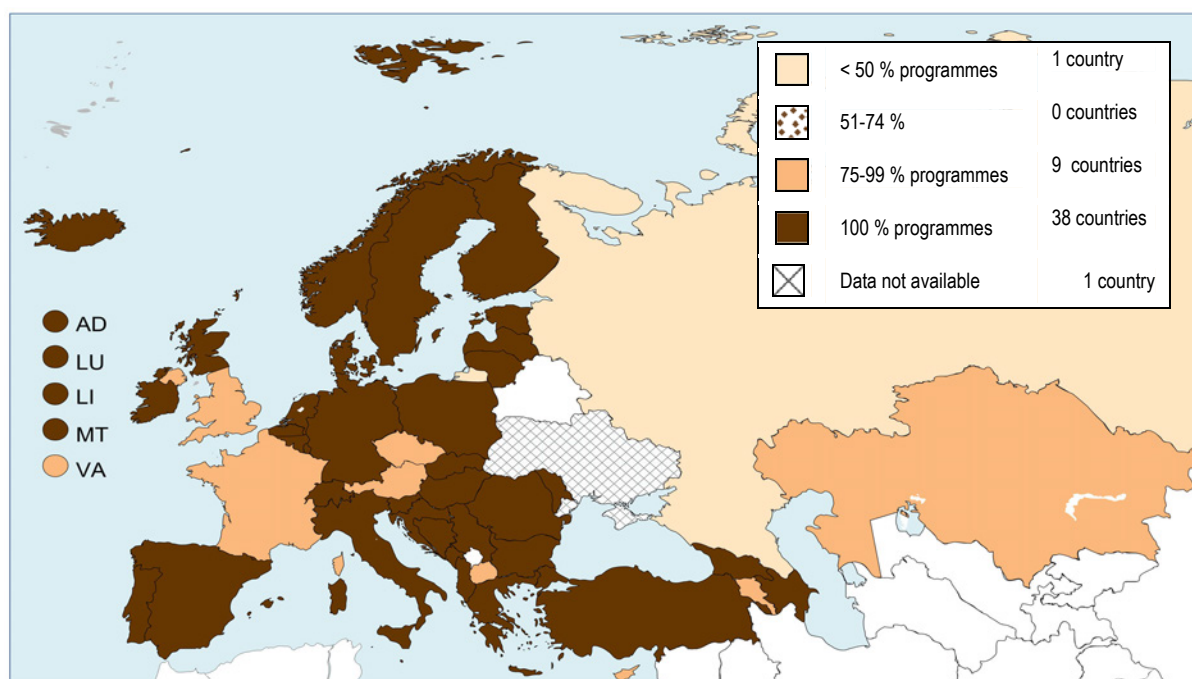 < 50 % programmes 1 country
51-74 % 0 countries
75-99 % programmes 9 countries
100 % programmes 38 countries
Data not available 1 country
AD
LU
LI
MT
VA